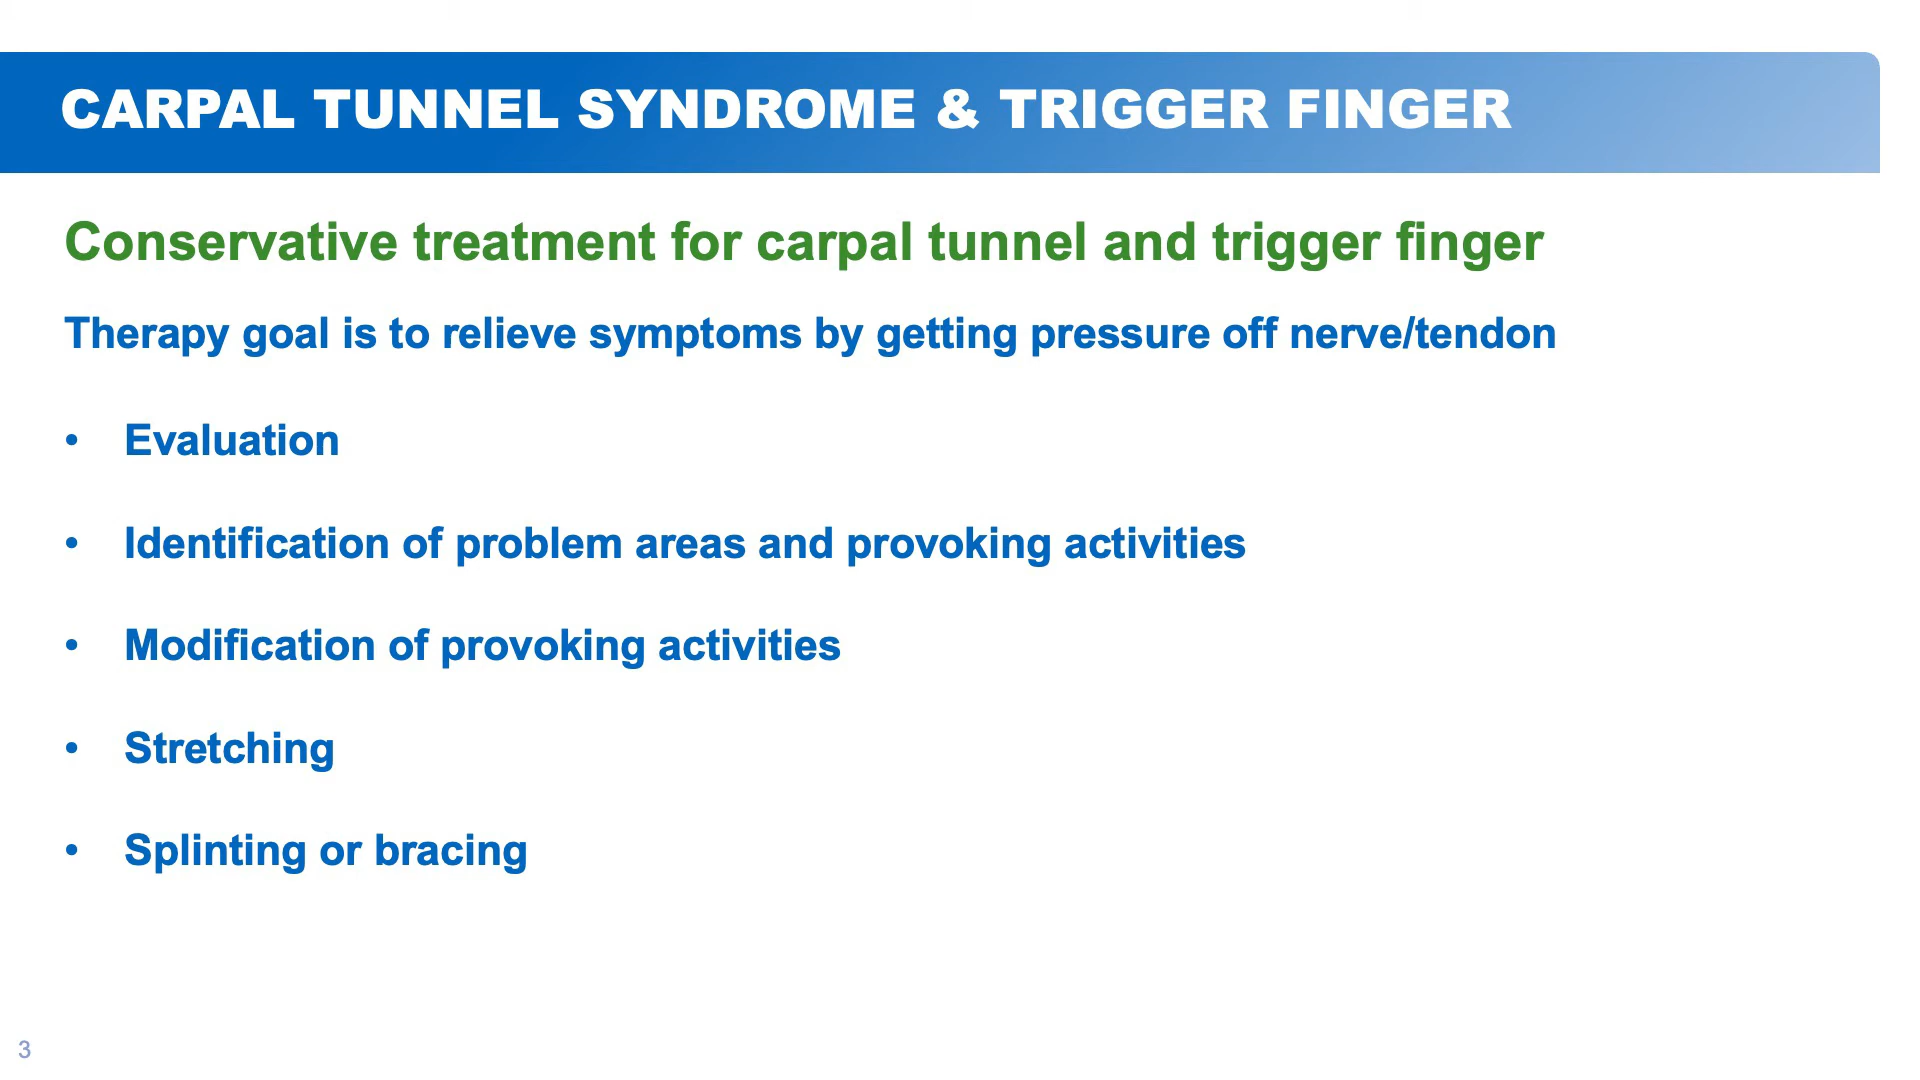 CARPAL TUNNEL SYNDROME & TRIGGER FINGER
Conservative treatment for carpal tunnel and trigger finger
Therapy goal is to relieve symptoms by getting pressure off nerve/tendon
• Evaluation
• Identification of problem areas and provoking activities
• Modification of provoking activities
• Stretching
• Splinting or bracing
3